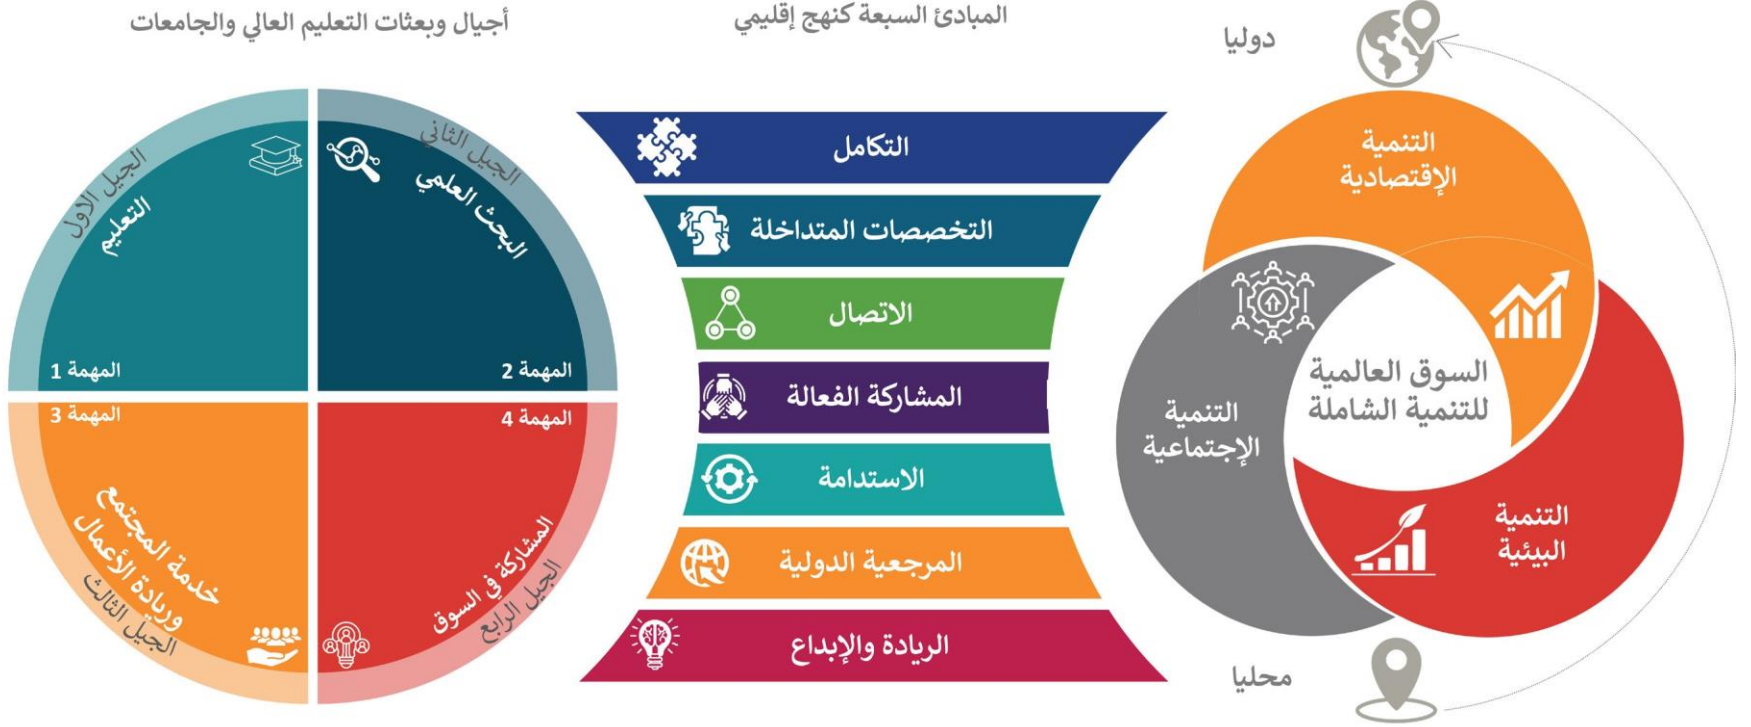 دوليا
التنمية
الإقتصادية
السوق العالمية
للتنمية الشاملة
التنمية
الإجتماعية
التنمية
البيئية
محليا
المبادئ السبعة كنهج إقليمي
التكامل
التخصصات المتداخلة
الاتصال
المشاركة الفعالة
الاستدامة
المرجعية الدولية
الريادة والإبداع
أجيال وبعثات التعليم العالي والجامعات
الجيل الاول
التعليم
المهمة 1
الجيل الثاني
البحث العلمي
المهمة 2
المهمة 3
خدمة المجتمع
وريادة الأعمال
الجيل الثالث
المهمة 4
المشاركة في السوق
الجيل الرابع